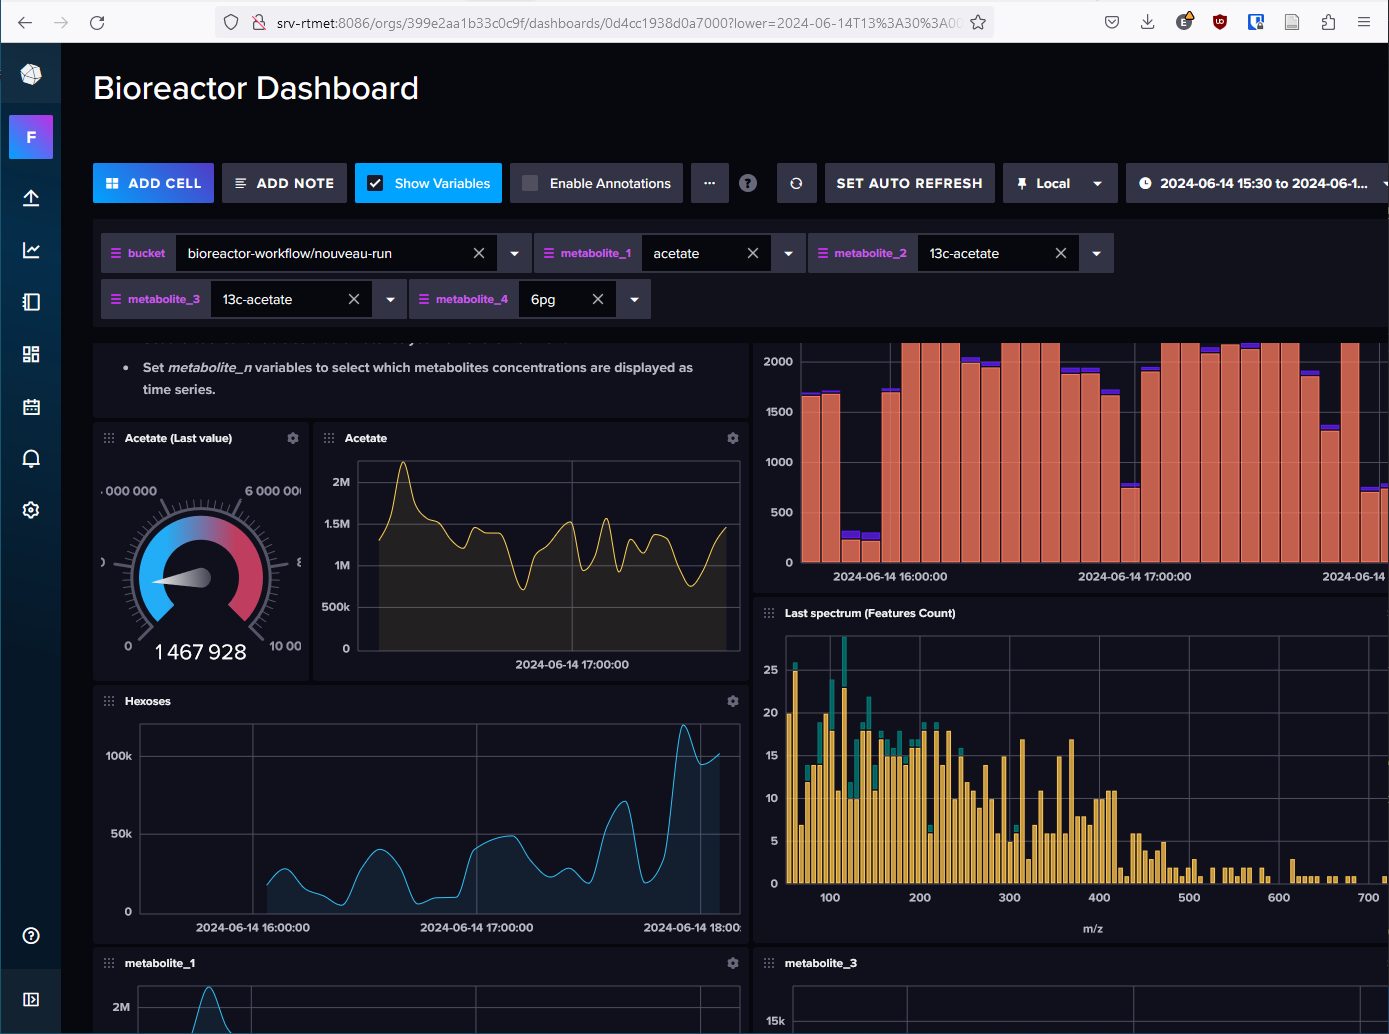 srv-rtmet:8086/orgs/399e2aa1b33c0c9f/dashboards/0d4cc1938d0a7000?lower=2024-06-14T13%3A30%3A00
E
Bioreactor Dashboard
F
ADD CELL
ADD NOTE
Show Variables
Enable Annotations
...
?
SET AUTO REFRESH
Local
2024-06-14 15:30 to 2024-06-1...
bucket
bioreactor-workflow/nouveau-run
metabolite_1
acetate
metabolite_2
13c-acetate
metabolite_3
13c-acetate
metabolite_4
6pg
• Set metabolite_n variables to select which metabolites concentrations are displayed as
time series.
2000
1500
1000
500
0
2024-06-14 16:00:00
2024-06-14 17:00:00
2024-06-14
Acetate (Last value)
000 000
6 000 00
0
10 00
1 467 928
Acetate
2M
1.5M
1M
500k
0
2024-06-14 17:00:00
Last spectrum (Features Count)
25
20
15
10
5
0
100
200
300
400
500
600
700
m/z
Hexoses
100k
50k
0
2024-06-14 16:00:00
2024-06-14 17:00:00
2024-06-14 18:00:
metabolite_1
2M
metabolite_3
15k